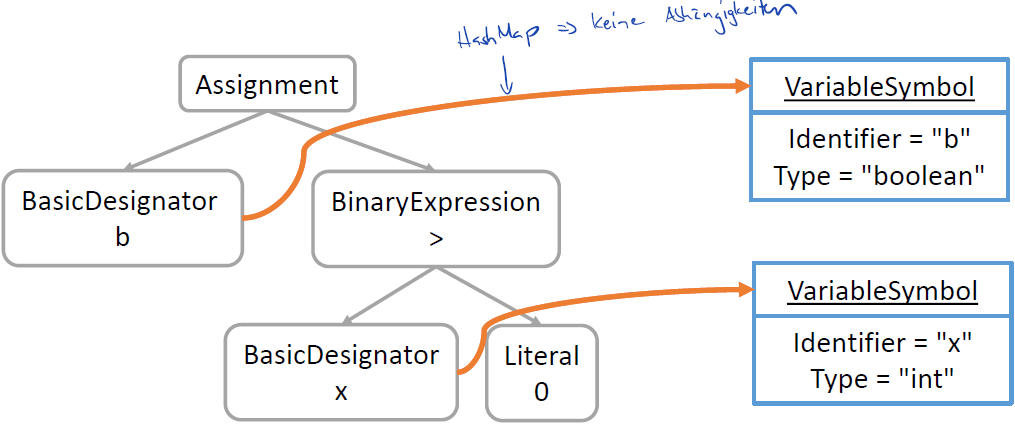 HashMap => keine Abhängigkeiten
Assignment
VariableSymbol
Identifier = "b"
Type = "boolean"
BasicDesignator
b
BinaryExpression
>
VariableSymbol
Identifier = "x"
Type = "int"
BasicDesignator
x
Literal
0